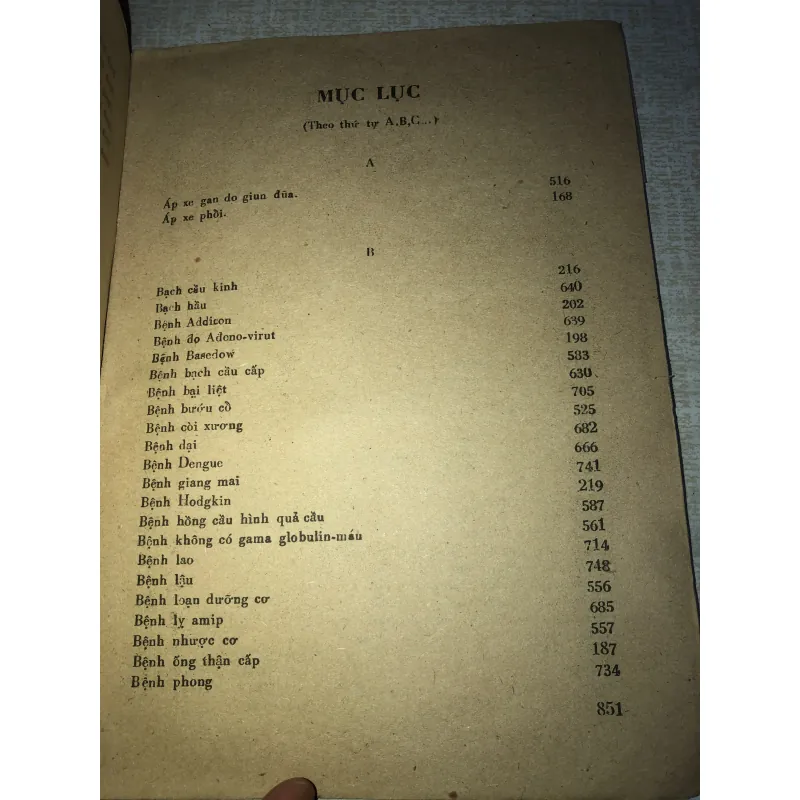 MỤC LỤC
(Theo thứ tự A,B,C...)
A
Áp xe gan do giun đũa. 516
Áp xe phổi. 168
B
Bạch cầu kinh 216
Bạch hầu 640
Bệnh Addicon 202
Bệnh do Adeno-virut 639
Bệnh Basedow 198
Bệnh bạch cầu cấp 583
Bệnh bại liệt 630
Bệnh bướu cổ 705
Bệnh còi xương 525
Bệnh dại 682
Bệnh Dengue 666
Bệnh giang mai 741
Bệnh Hodgkin 219
Bệnh hồng cầu hình quả cầu 587
Bệnh không có gama globulin-máu 561
Bệnh lao 714
Bệnh lậu 748
Bệnh loạn dưỡng cơ 556
Bệnh lỵ amip 685
Bệnh nhược cơ 557
Bệnh ống thận cấp 187
Bệnh phong 734
851